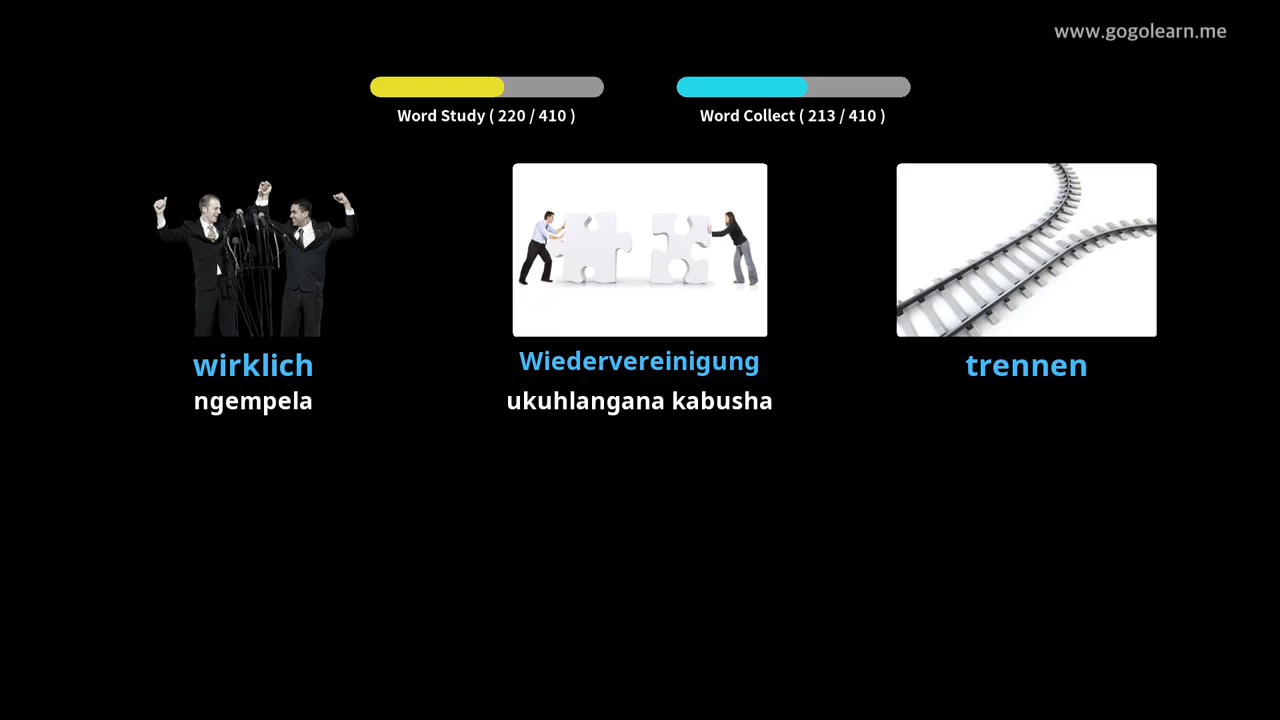 www.gogolearn.me
Word Study ( 220 / 410 )
Word Collect ( 213 / 410 )
wirklich
ngempela
Wiedervereinigung
ukuhlangana kabusha
trennen